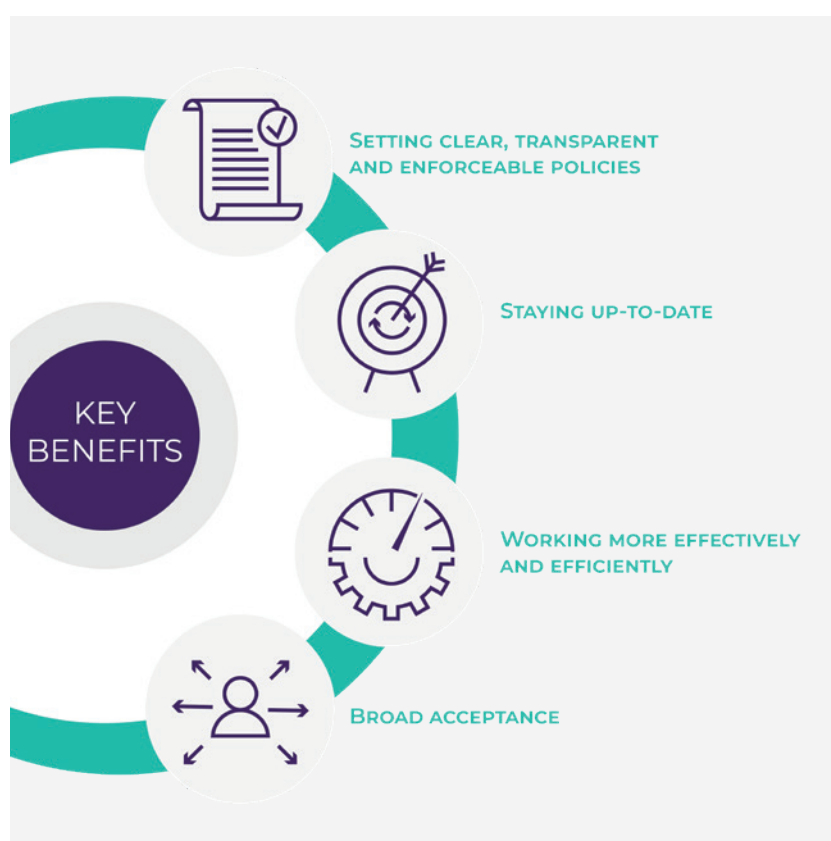 SETTING CLEAR, TRANSPARENT
AND ENFORCEABLE POLICIES
STAYING UP-TO-DATE
KEY
BENEFITS
WORKING MORE EFFECTIVELY
AND EFFICIENTLY
BROAD ACCEPTANCE